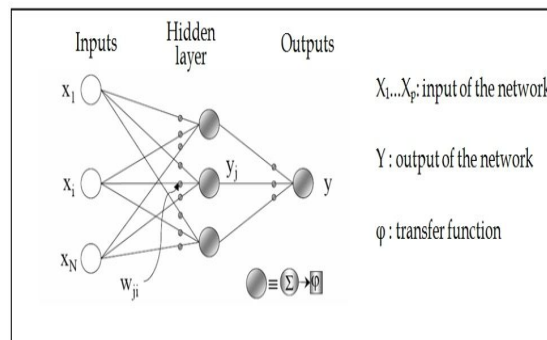 Inputs
Hidden
layer
Outputs
x1
xi
xN
yj
y
wji
≡ Σ → φ
X1...Xp: input of the network
Y : output of the network
φ : transfer function